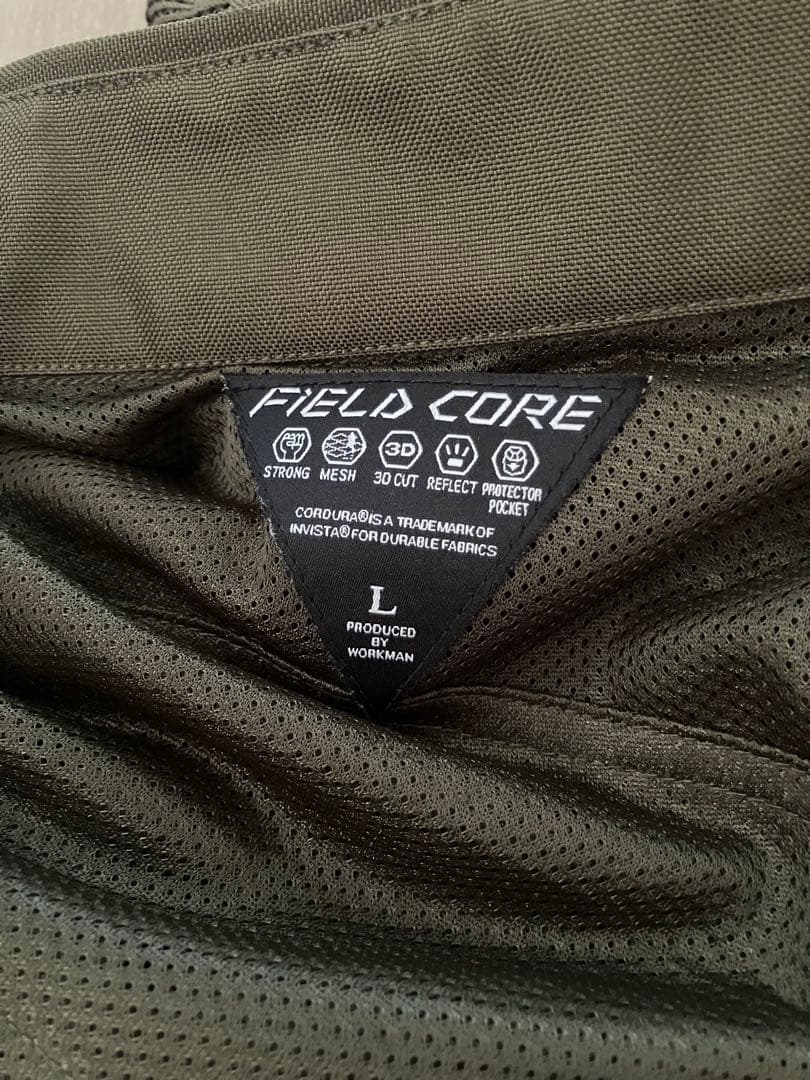 FiELD CORE
3D
STRONG MESH 3D CUT REFLECT PROTECTOR
POCKET
CORDURA® IS A TRADEMARK OF
INVISTA® FOR DURABLE FABRICS
L
PRODUCED
BY
WORKMAN